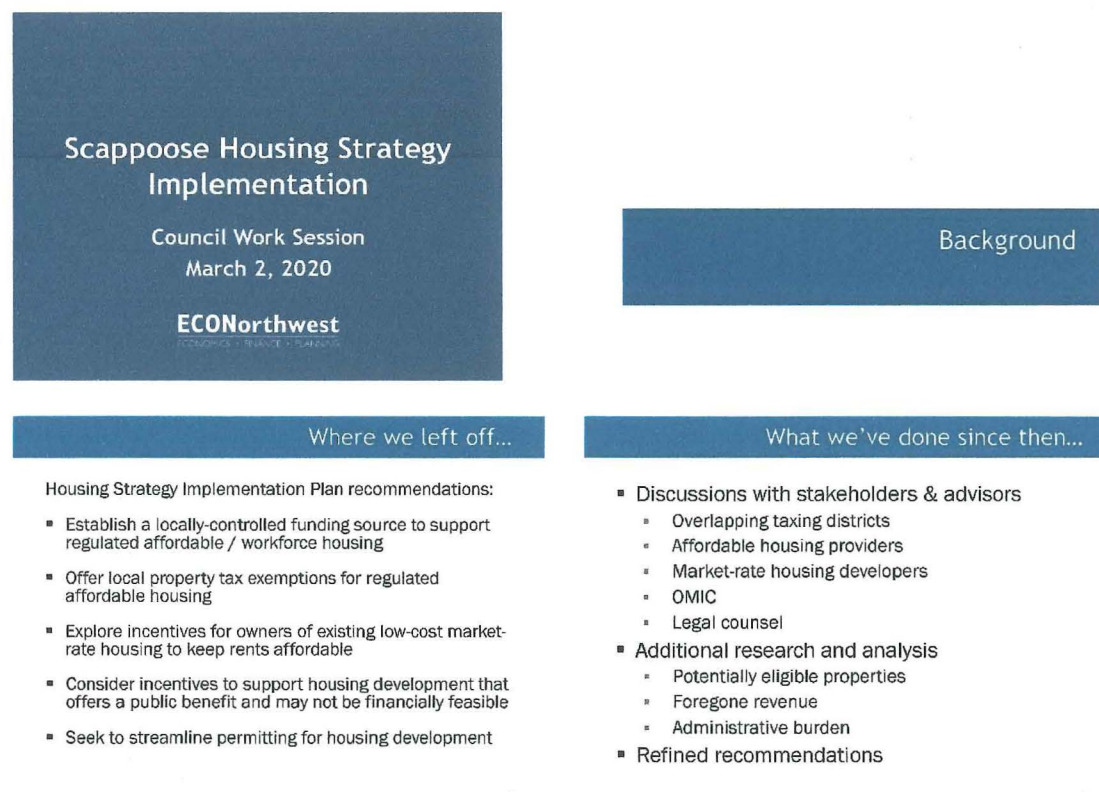 Scappoose Housing Strategy
Implementation
Council Work Session
March 2, 2020
ECONorthwest
ECONOMICS • FINANCE • PLANNING
Background
Where we left off...
Housing Strategy Implementation Plan recommendations:
▪ Establish a locally-controlled funding source to support
regulated affordable / workforce housing
▪ Offer local property tax exemptions for regulated
affordable housing
▪ Explore incentives for owners of existing low-cost market-
rate housing to keep rents affordable
▪ Consider incentives to support housing development that
offers a public benefit and may not be financially feasible
▪ Seek to streamline permitting for housing development
What we've done since then...
▪ Discussions with stakeholders & advisors
▪ Overlapping taxing districts
▪ Affordable housing providers
▪ Market-rate housing developers
▪ OMIC
▪ Legal counsel
▪ Additional research and analysis
▪ Potentially eligible properties
▪ Foregone revenue
▪ Administrative burden
▪ Refined recommendations